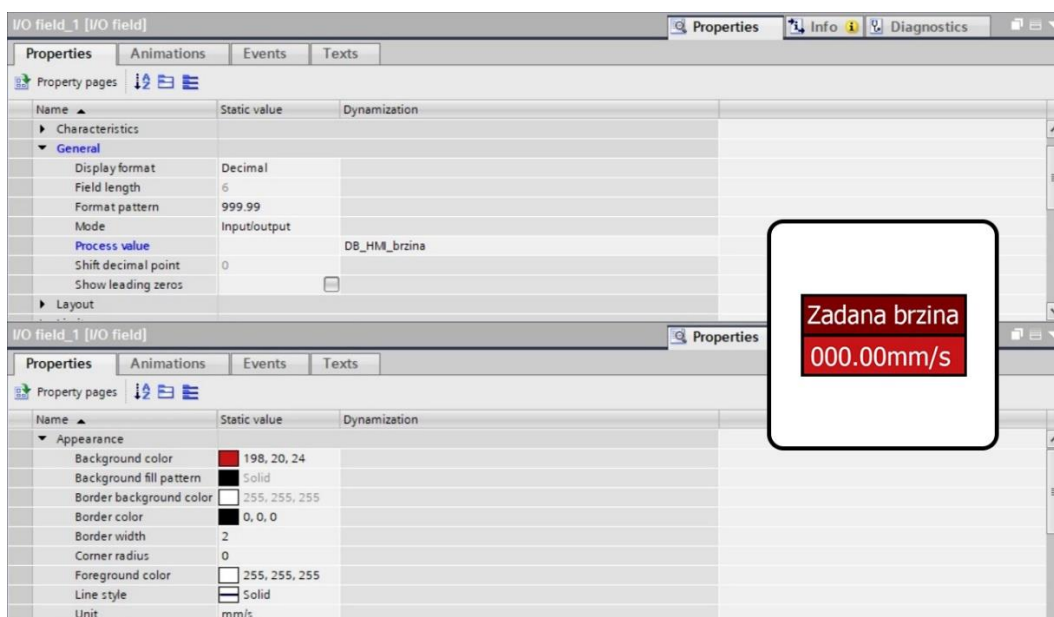 I/O field_1 [I/O field] Properties Info Diagnostics
Properties Animations Events Texts
Property pages
Name Static value Dynamization
Characteristics
General
Display format Decimal
Field length 6
Format pattern 999.99
Mode Input/output
Process value DB_HMI_brzina
Shift decimal point 0
Show leading zeros
Layout
I/O field_1 [I/O field] Properties
Properties Animations Events Texts
Property pages
Name Static value Dynamization
Appearance
Background color 198, 20, 24
Background fill pattern Solid
Border background color 255, 255, 255
Border color 0, 0, 0
Border width 2
Corner radius 0
Foreground color 255, 255, 255
Line style Solid
Unit mm/s
Zadana brzina
000.00mm/s